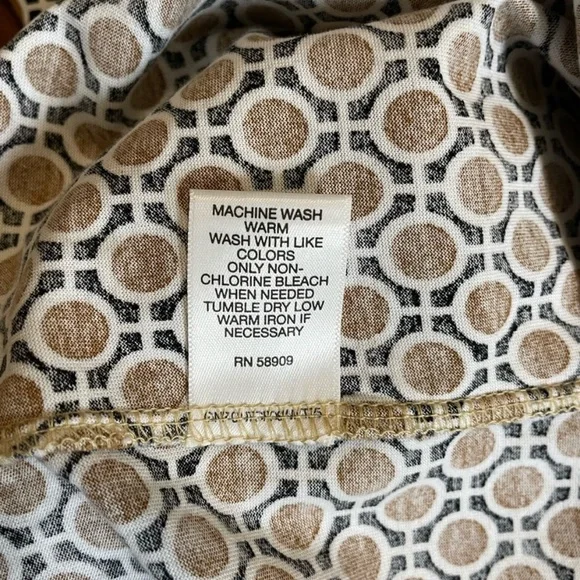 MACHINE WASH
WARM
WASH WITH LIKE
COLORS
ONLY NON-
CHLORINE BLEACH
WHEN NEEDED
TUMBLE DRY LOW
WARM IRON IF
NECESSARY
RN 58909